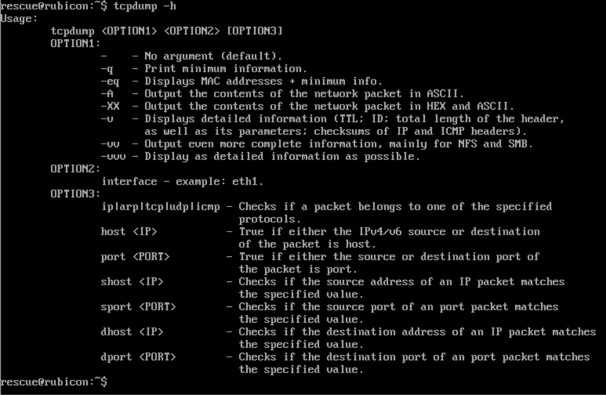 rescue@rubicon:~$ tcpdump -h
Usage:
tcpdump <OPTION1> <OPTION2> [OPTION3]
OPTION1:
- - No argument (default).
-q - Print minimum information.
-eq - Displays MAC addresses + minimum info.
-A - Output the contents of the network packet in ASCII.
-XX - Output the contents of the network packet in HEX and ASCII.
-v - Displays detailed information (TTL; ID; total length of the header,
as well as its parameters; checksums of IP and ICMP headers).
-vv - Output even more complete information, mainly for NFS and SMB.
-vvv - Display as detailed information as possible.
OPTION2:
interface - example: eth1.
OPTION3:
ip|arp|tcp|udp|icmp - Checks if a packet belongs to one of the specified
protocols.
host <IP> - True if either the IPv4/v6 source or destination
of the packet is host.
port <PORT> - True if either the source or destination port of
the packet is port.
shost <IP> - Checks if the source address of an IP packet matches
the specified value.
sport <PORT> - Checks if the source port of an port packet matches
the specified value.
dhost <IP> - Checks if the destination address of an IP packet matches
the specified value.
dport <PORT> - Checks if the destination port of an port packet matches
the specified value.
rescue@rubicon:~$